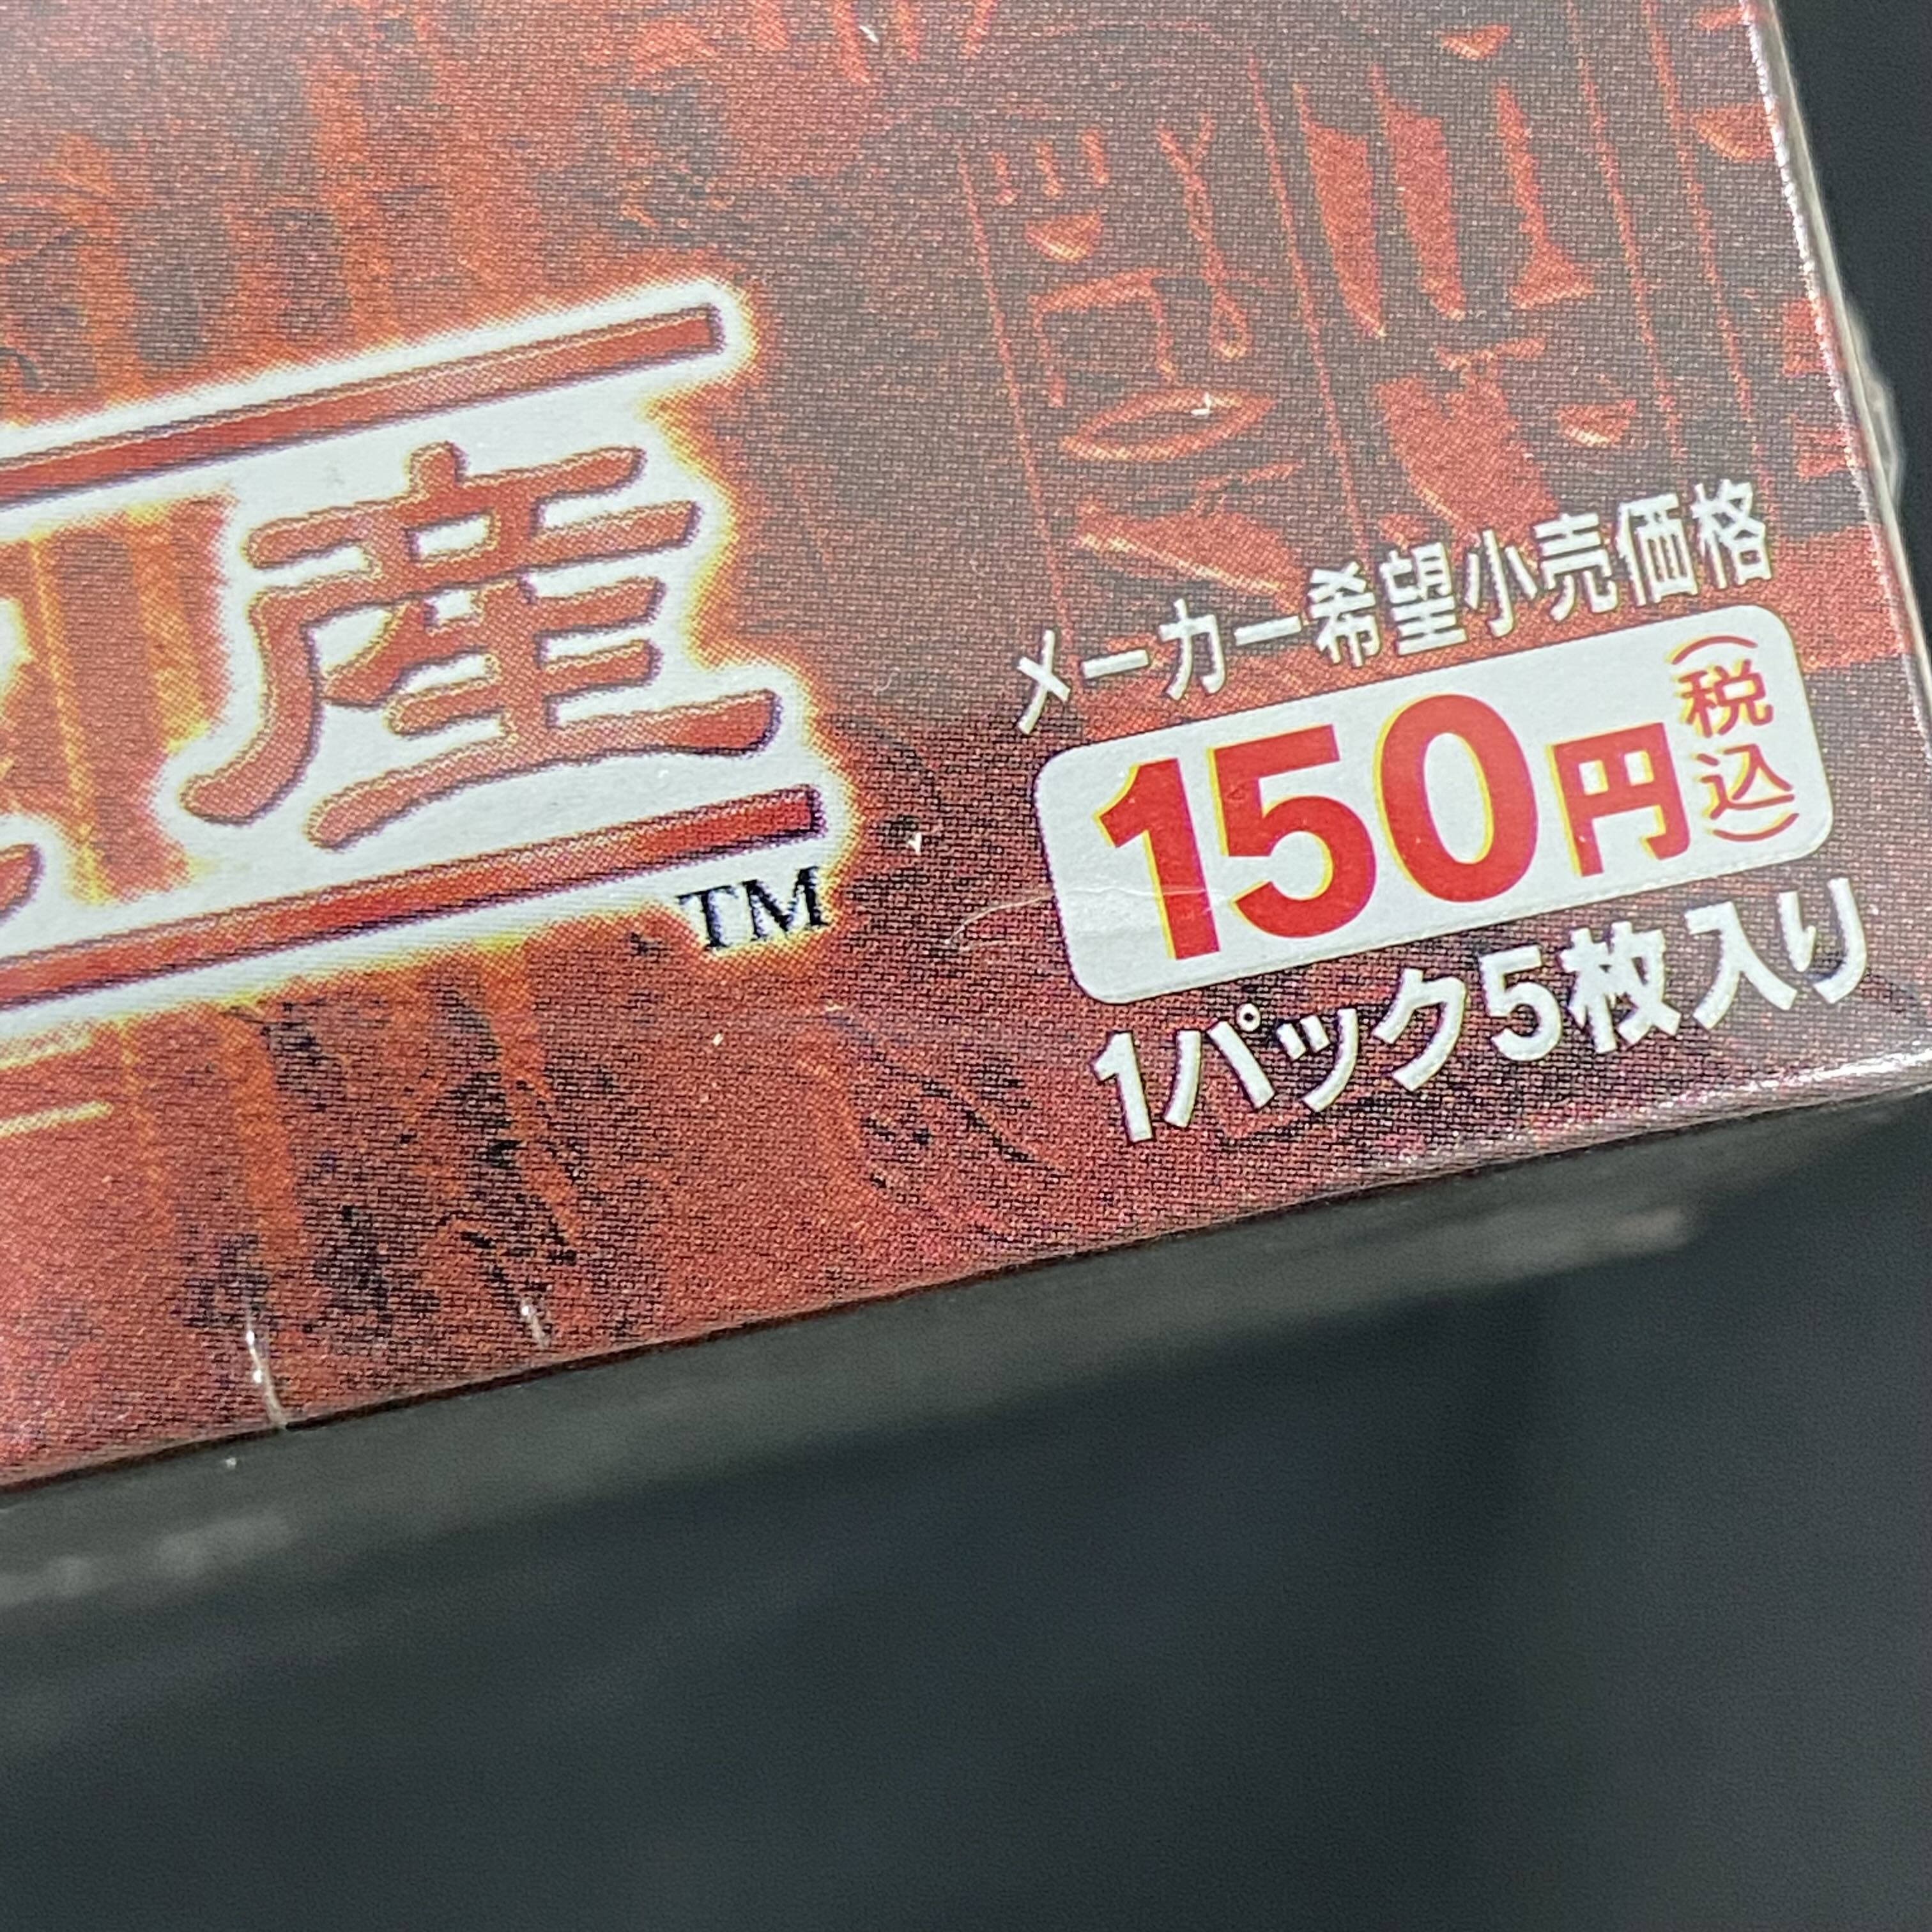 産
TM
メーカー希望小売価格
150円(税込)
1パック5枚入り